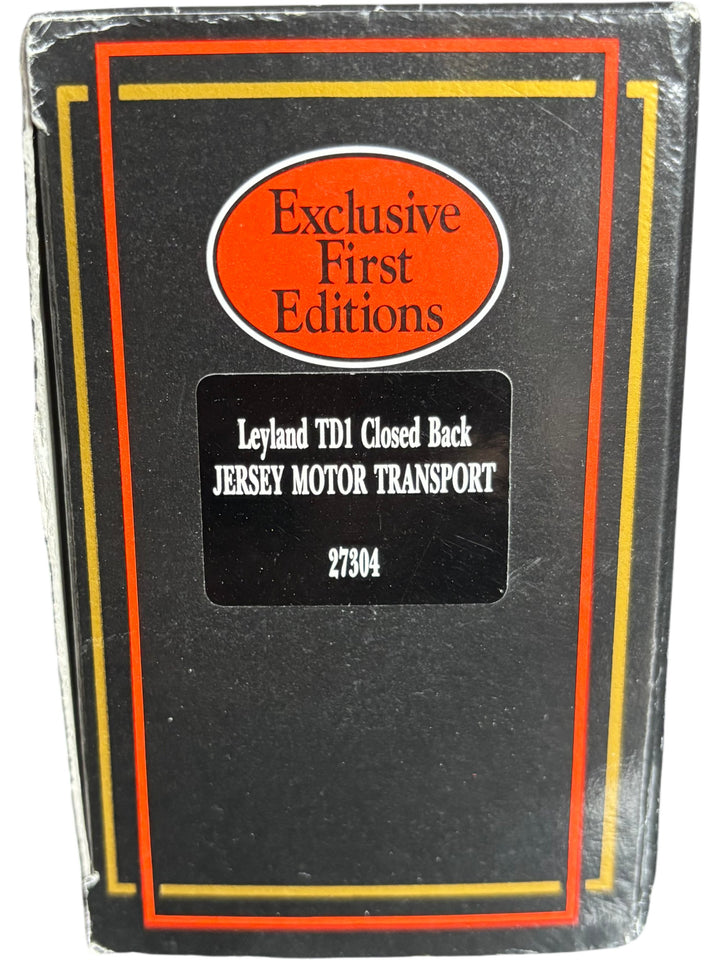 Exclusive
First
Editions
Leyland TD1 Closed Back
JERSEY MOTOR TRANSPORT
27304